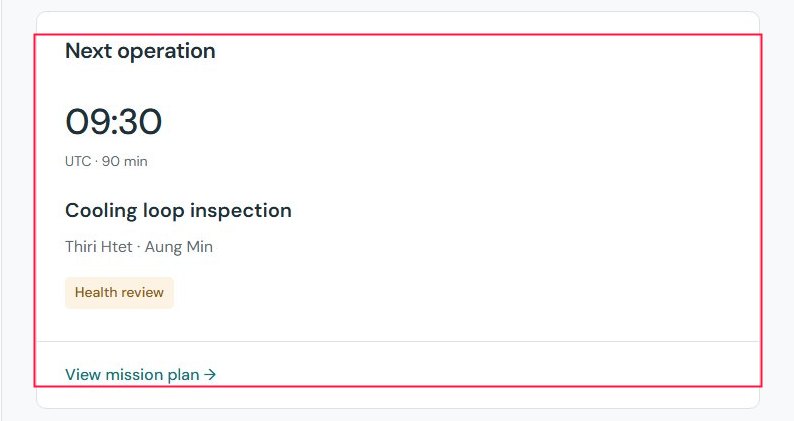 Next operation
09:30
UTC · 90 min
Cooling loop inspection
Thiri Htet · Aung Min
Health review
View mission plan →